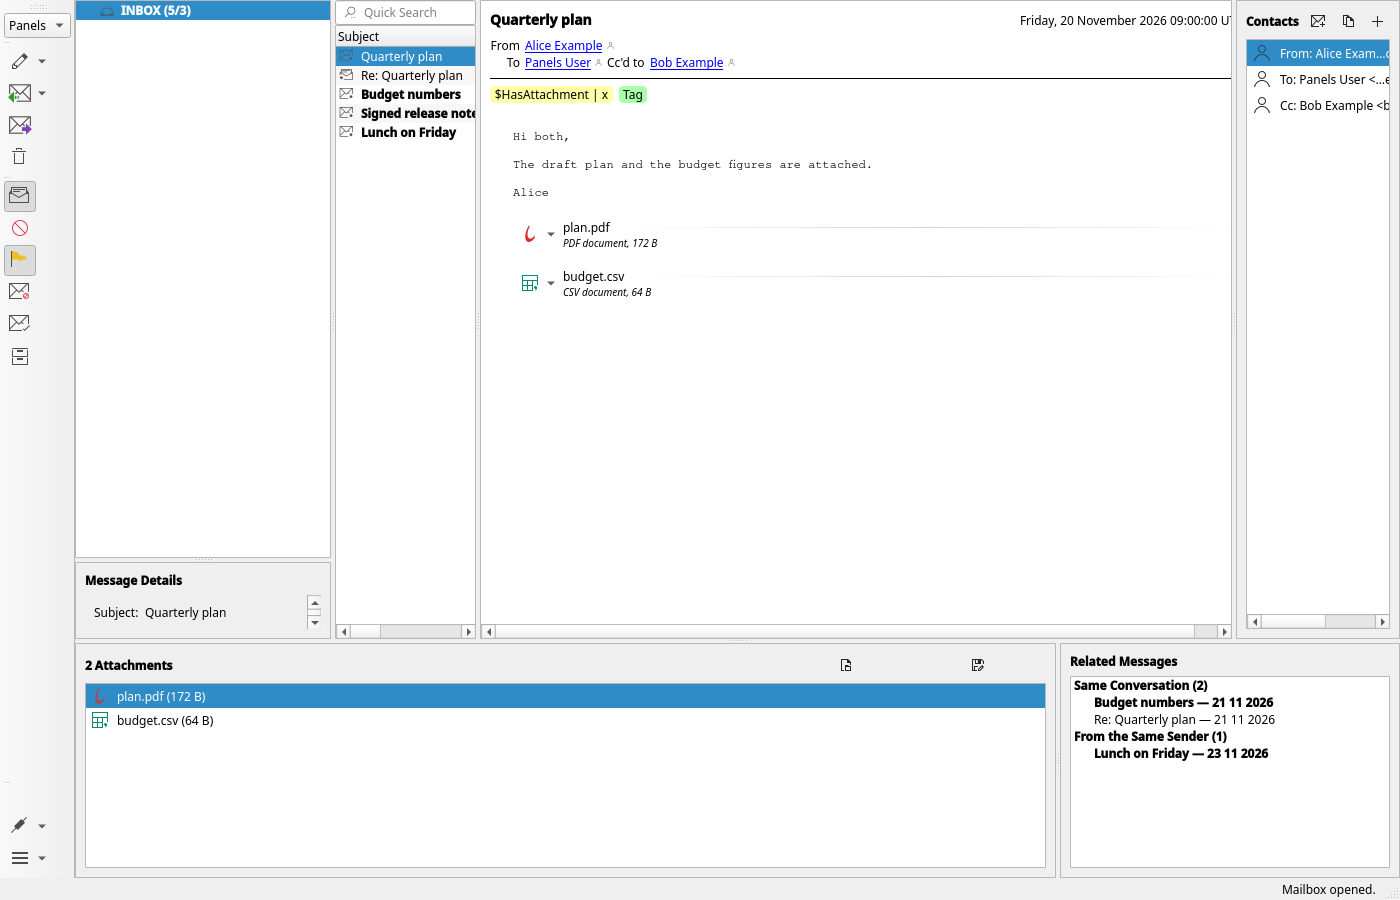 Panels
INBOX (5/3)
Quick Search
Subject
Quarterly plan
Re: Quarterly plan
Budget numbers
Signed release note
Lunch on Friday
Quarterly plan
Friday, 20 November 2026 09:00:00 U
From Alice Example
To Panels User Cc'd to Bob Example
$HasAttachment | x Tag
Hi both,
The draft plan and the budget figures are attached.
Alice
plan.pdf
PDF document, 172 B
budget.csv
CSV document, 64 B
Contacts
From: Alice Exam...c
To: Panels User <...e
Cc: Bob Example <b
Message Details
Subject: Quarterly plan
2 Attachments
plan.pdf (172 B)
budget.csv (64 B)
Related Messages
Same Conversation (2)
Budget numbers — 21 11 2026
Re: Quarterly plan — 21 11 2026
From the Same Sender (1)
Lunch on Friday — 23 11 2026
Mailbox opened.